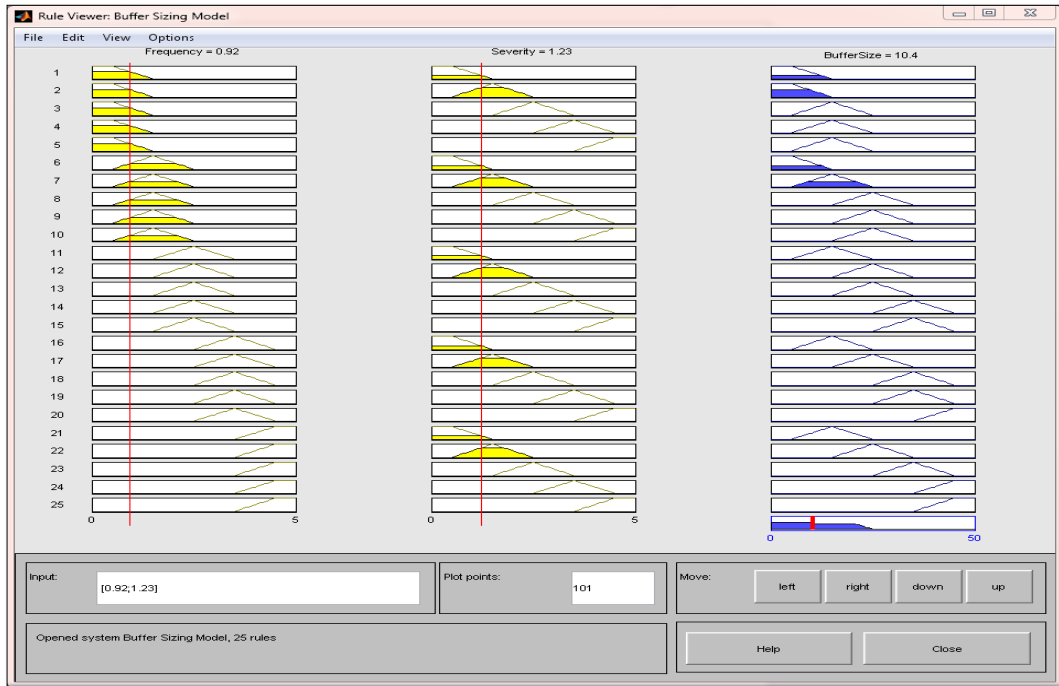 Rule Viewer: Buffer Sizing Model
File Edit View Options
Frequency = 0.92
Severity = 1.23
BufferSize = 10.4
1
2
3
4
5
6
7
8
9
10
11
12
13
14
15
16
17
18
19
20
21
22
23
24
25
0 5
0 5
0 50
Input:
[0.92;1.23]
Plot points:
101
Move:
left
right
down
up
Opened system Buffer Sizing Model, 25 rules
Help
Close